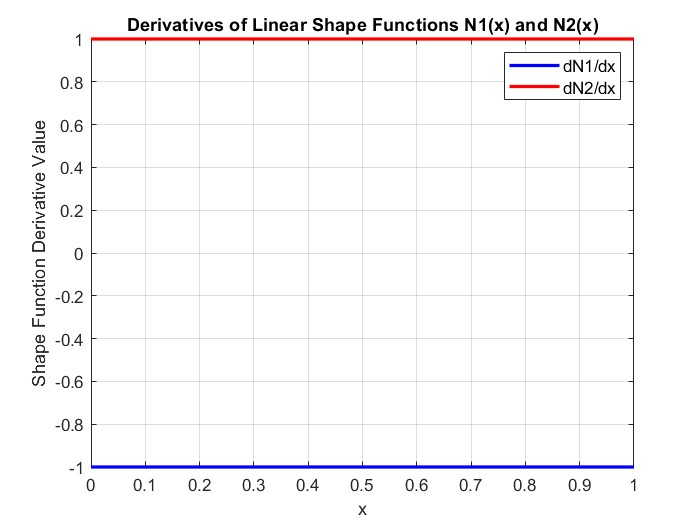 Derivatives of Linear Shape Functions N1(x) and N2(x)
dN1/dx
dN2/dx
Shape Function Derivative Value
1
0.8
0.6
0.4
0.2
0
-0.2
-0.4
-0.6
-0.8
-1
0 0.1 0.2 0.3 0.4 0.5 0.6 0.7 0.8 0.9 1
x